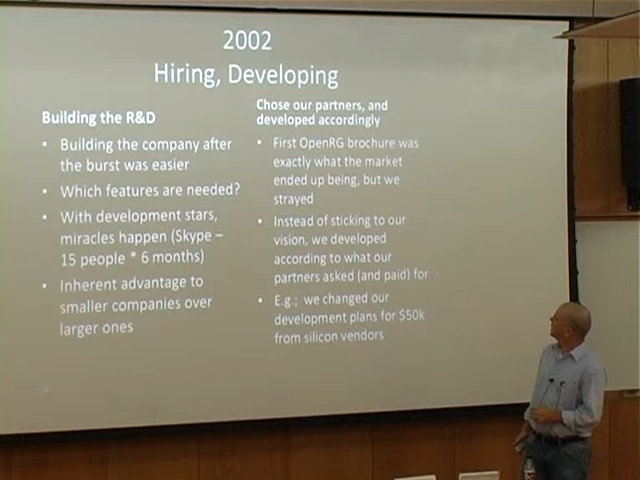 2002
Hiring, Developing
Building the R&D
• Building the company after
the burst was easier
• Which features are needed?
• With development stars,
miracles happen (Skype –
15 people * 6 months)
• Inherent advantage to
smaller companies over
larger ones
Chose our partners, and
developed accordingly
• First OpenRG brochure was
exactly what the market
ended up being, but we
strayed
• Instead of sticking to our
vision, we developed
according to what our
partners asked (and paid) for
• E.g.; we changed our
development plans for $50k
from silicon vendors